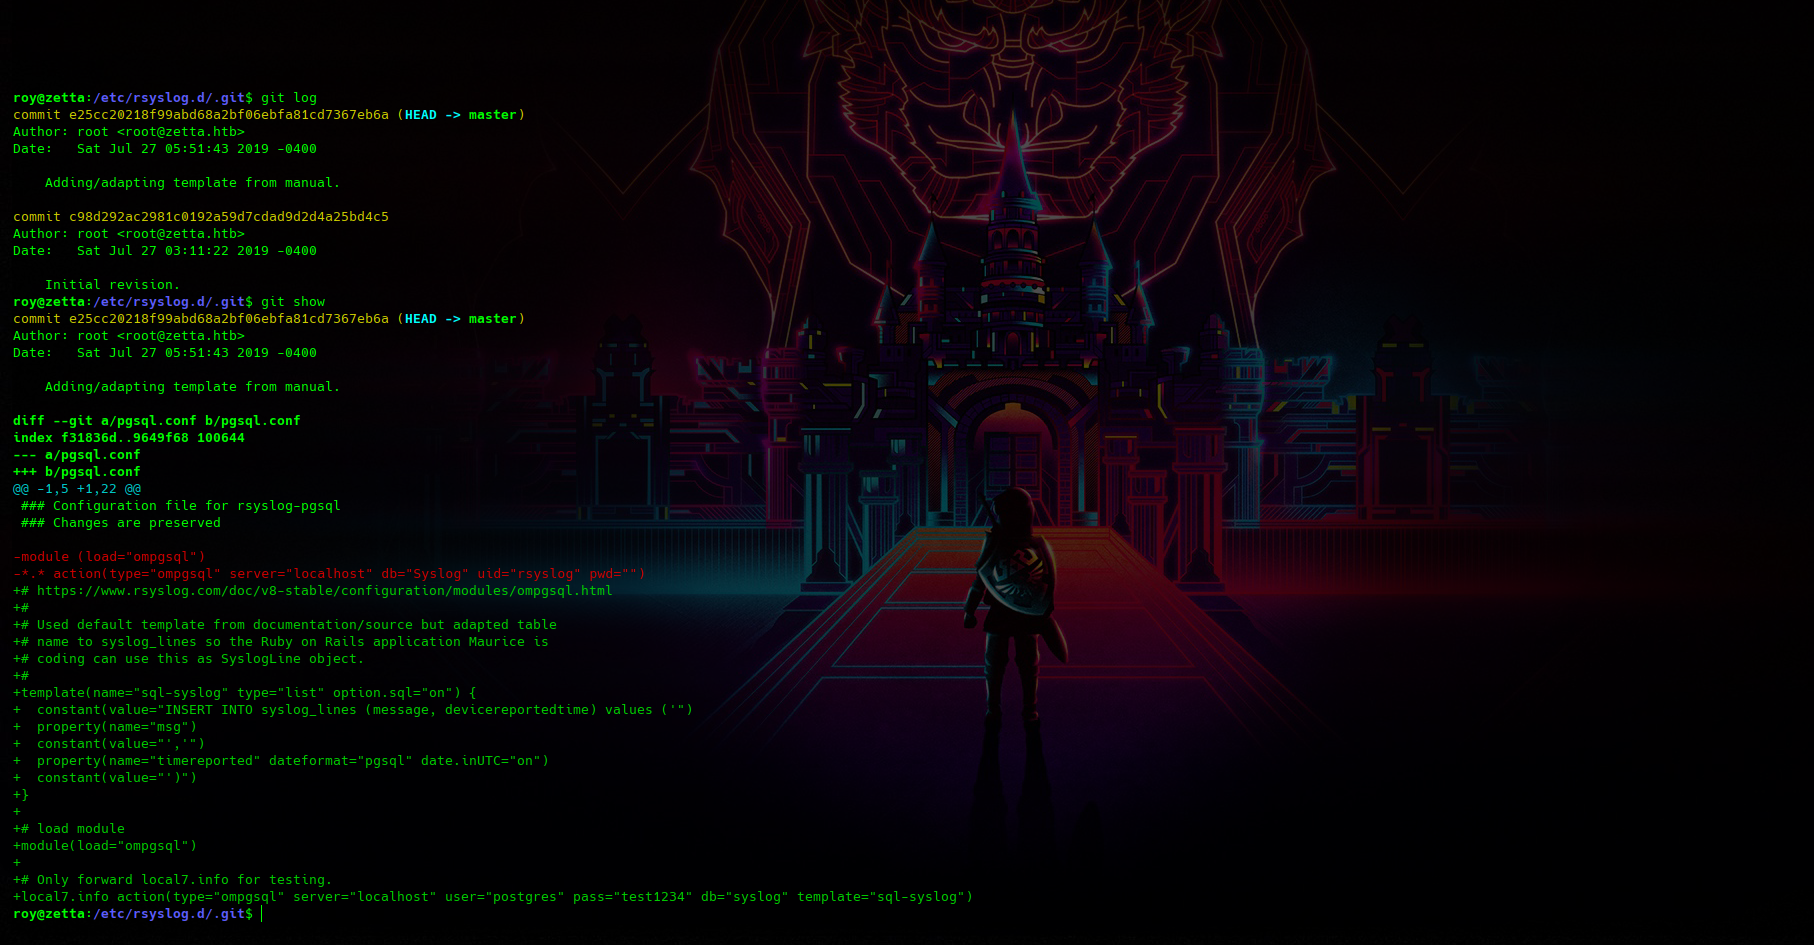 roy@zetta:/etc/rsyslog.d/.git$ git log
commit e25cc20218f99abd68a2bf06ebfa81cd7367eb6a (HEAD -> master)
Author: root <root@zetta.htb>
Date:   Sat Jul 27 05:51:43 2019 -0400
    Adding/adapting template from manual.
commit c98d292ac2981c0192a59d7cdad9d2d4a25bd4c5
Author: root <root@zetta.htb>
Date:   Sat Jul 27 03:11:22 2019 -0400
    Initial revision.
roy@zetta:/etc/rsyslog.d/.git$ git show
commit e25cc20218f99abd68a2bf06ebfa81cd7367eb6a (HEAD -> master)
Author: root <root@zetta.htb>
Date:   Sat Jul 27 05:51:43 2019 -0400
    Adding/adapting template from manual.
diff --git a/pgsql.conf b/pgsql.conf
index f31836d..9649f68 100644
--- a/pgsql.conf
+++ b/pgsql.conf
@@ -1,5 +1,22 @@
 ### Configuration file for rsyslog-pgsql
 ### Changes are preserved
-module (load="ompgsql")
-*.* action(type="ompgsql" server="localhost" db="Syslog" uid="rsyslog" pwd="")
+# https://www.rsyslog.com/doc/v8-stable/configuration/modules/ompgsql.html
+#
+# Used default template from documentation/source but adapted table
+# name to syslog_lines so the Ruby on Rails application Maurice is
+# coding can use this as SyslogLine object.
+#
+template(name="sql-syslog" type="list" option.sql="on") {
+  constant(value="INSERT INTO syslog_lines (message, devicereportedtime) values ('")
+  property(name="msg")
+  constant(value="','")
+  property(name="timereported" dateformat="pgsql" date.inUTC="on")
+  constant(value="')")
+}
+
+# load module
+module(load="ompgsql")
+
+# Only forward local7.info for testing.
+local7.info action(type="ompgsql" server="localhost" user="postgres" pass="test1234" db="syslog" template="sql-syslog")
roy@zetta:/etc/rsyslog.d/.git$